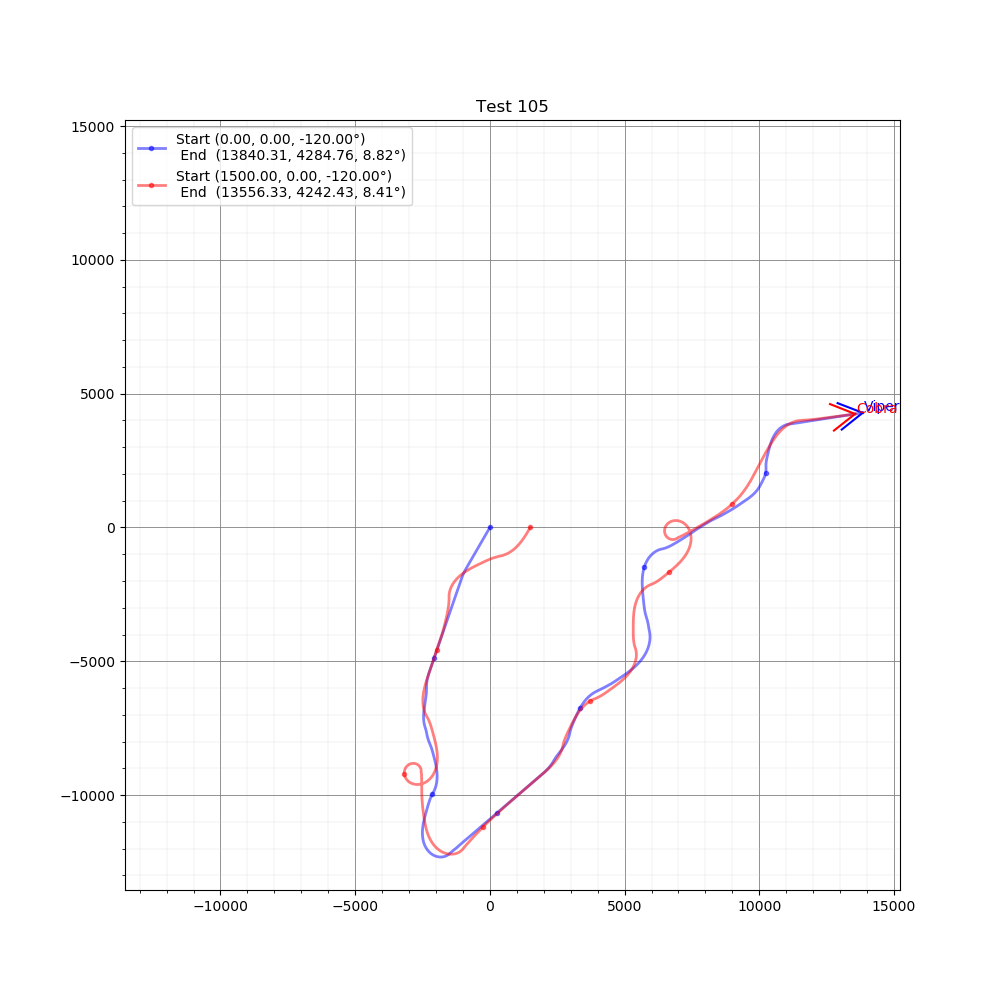 Test 105
Start (0.00, 0.00, -120.00°)
End (13840.31, 4284.76, 8.82°)
Start (1500.00, 0.00, -120.00°)
End (13556.33, 4242.43, 8.41°)
15000
10000
5000
0
−5000
−10000
Viper
Cobra
−10000 −5000 0 5000 10000 15000